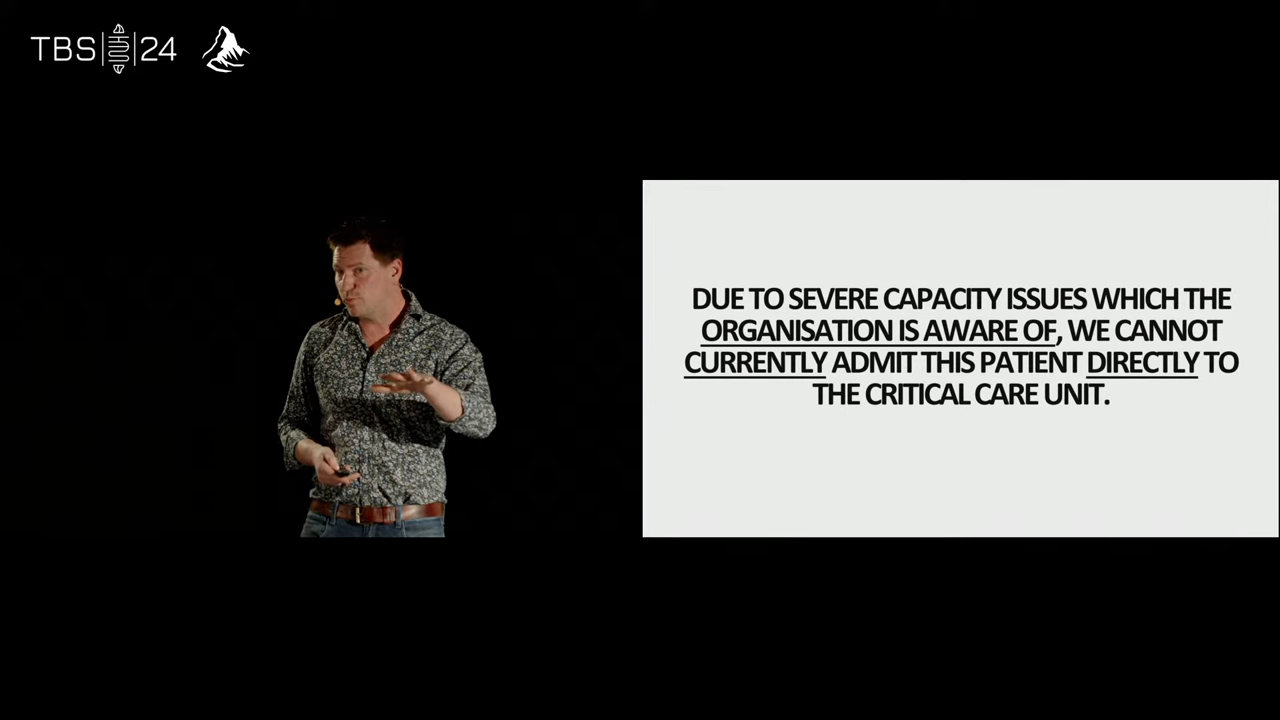 TBS 24
DUE TO SEVERE CAPACITY ISSUES WHICH THE
ORGANISATION IS AWARE OF, WE CANNOT
CURRENTLY ADMIT THIS PATIENT DIRECTLY TO
THE CRITICAL CARE UNIT.